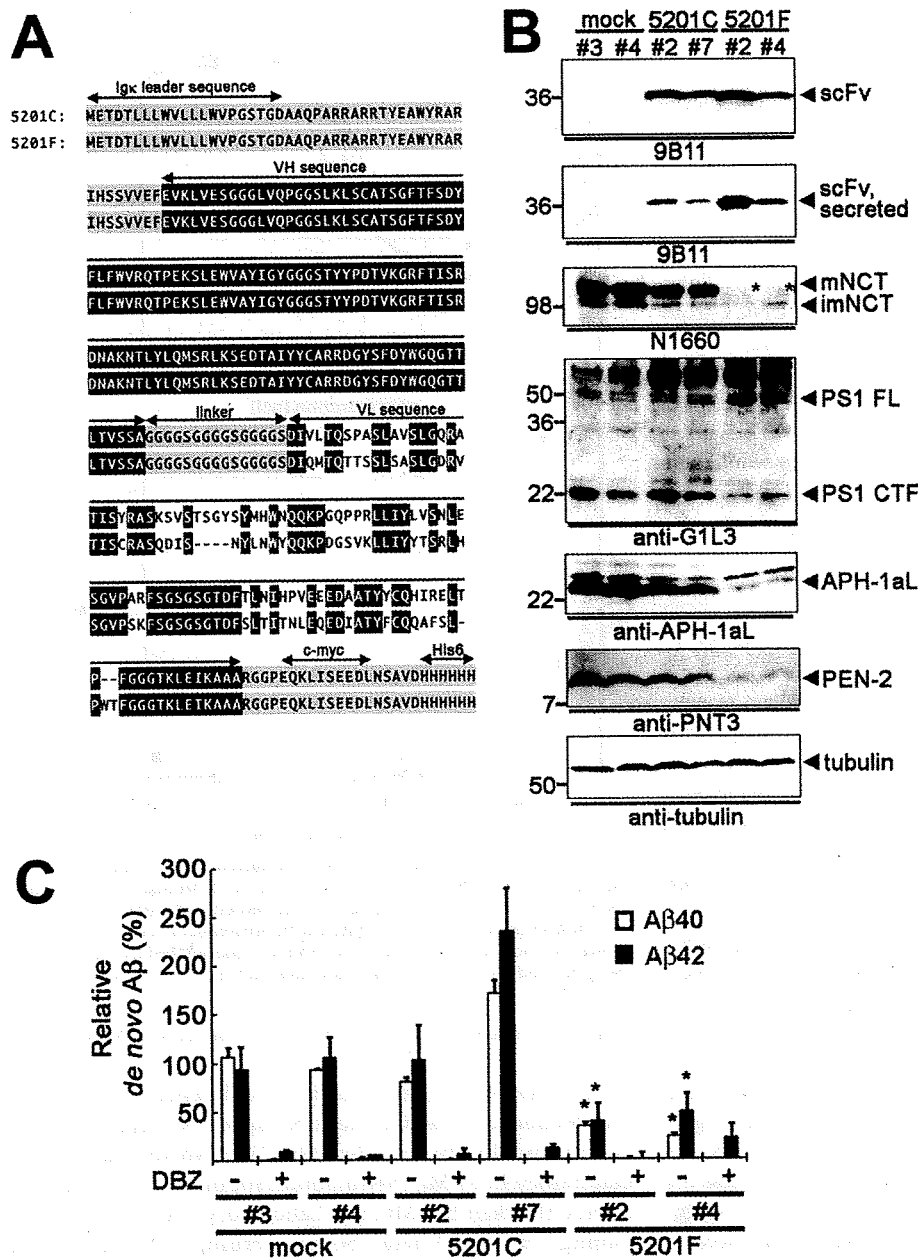 A
Igκ leader sequence
5201C: METDTLLLWVLLLWVPGSTGDAAQPARRARRTYEAWYRAR
5201F: METDTLLLWVLLLWVPGSTGDAAQPARRARRTYEAWYRAR
VH sequence
IHSSVVEFEVKLVESGGGLVQPGGSLKLSCATSGFTFSDY
IHSSVVEFEVKLVESGGGLVQPGGSLKLSCATSGFTFSDY
FLFWVRQTPEKSLEWVAYIGYGGGSTYYPDTVKGRFTISR
FLFWVRQTPEKSLEWVAYIGYGGGSTYYPDTVKGRFTISR
DNAKNTLYLQMSRLKSEDTAIYYCARRDGYSFDYWGQGTT
DNAKNTLYLQMSRLKSEDTAIYYCARRDGYSFDYWGQGTT
linker VL sequence
LTVSSAGGGGSGGGGSGGGGSDIVLTQSPASLAVSLGQRA
LTVSSAGGGGSGGGGSGGGGSDIQMTQTTSSLSASLGDRV
TISYRASKSVSTSGYSYMHWNQQKPGQPPRLLIYLVSNLE
TISCRASQDIS----NYLNWYQQKPDGSVKLLIYYTSRLH
SGVPARFSGSGSGTDFTLNIHPVEEEDAATYYCQHIRELT
SGVPSKFSGSGSGTDFSLTITNLEQEDIATYFCQQAFSL-
c-myc His6
P--FGGGTKLEIKAAARGGPEQKLISEEDLNSAVDHHHHHH
PWTFGGGTKLEIKAAARGGPEQKLISEEDLNSAVDHHHHHH
B
mock 5201C 5201F
#3 #4 #2 #7 #2 #4
36 scFv
9B11
36 scFv, secreted
9B11
mNCT
* *
98 imNCT
N1660
50 PS1 FL
36
22 PS1 CTF
anti-G1L3
APH-1aL
22
anti-APH-1aL
PEN-2
7
anti-PNT3
tubulin
50
anti-tubulin
C
Relative de novo Aβ (%)
300
250
200
150
100
50
Aβ40
Aβ42
* * * *
DBZ - + - + - + - + - + - +
#3 #4 #2 #7 #2 #4
mock 5201C 5201F